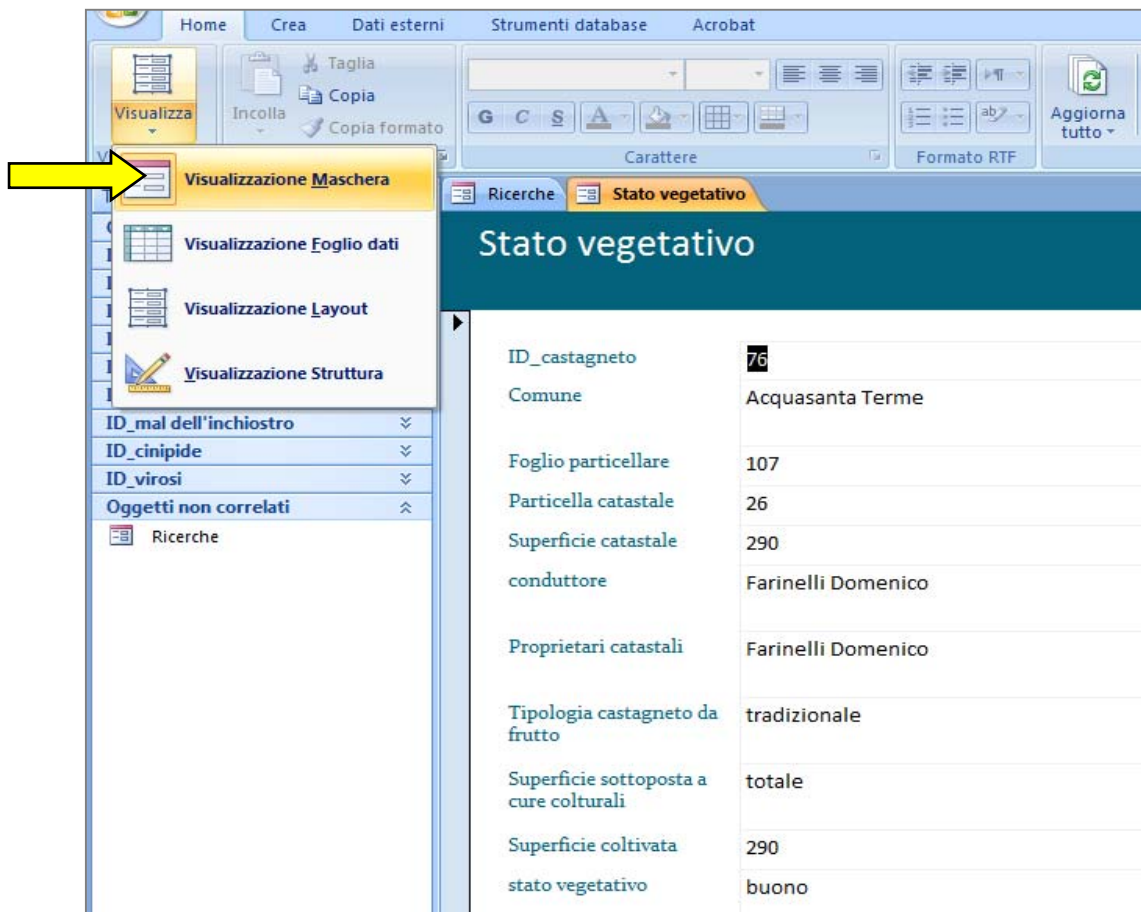 Home Crea Dati esterni Strumenti database Acrobat
Visualizza
Incolla
Taglia
Copia
Copia formato
G C S A
ab
Aggiorna
tutto
Carattere
Formato RTF
Visualizzazione Maschera
Visualizzazione Foglio dati
Visualizzazione Layout
Visualizzazione Struttura
ID_mal dell'inchiostro
ID_cinipide
ID_virosi
Oggetti non correlati
Ricerche
Ricerche Stato vegetativo
Stato vegetativo
ID_castagneto 76
Comune Acquasanta Terme
Foglio particellare 107
Particella catastale 26
Superficie catastale 290
conduttore Farinelli Domenico
Proprietari catastali Farinelli Domenico
Tipologia castagneto da tradizionale
frutto
Superficie sottoposta a totale
cure colturali
Superficie coltivata 290
stato vegetativo buono